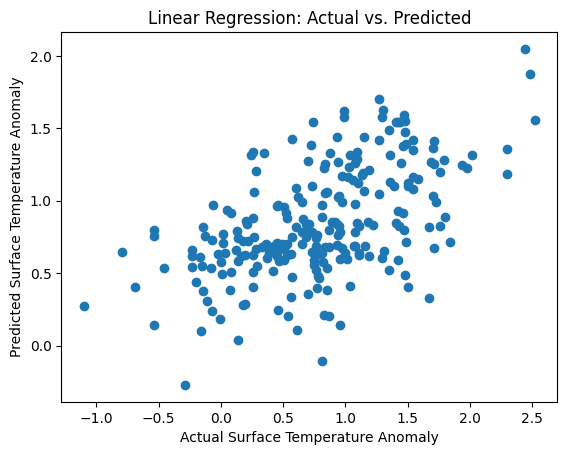 Linear Regression: Actual vs. Predicted
2.0
1.5
1.0
0.5
0.0
Predicted Surface Temperature Anomaly
−1.0 −0.5 0.0 0.5 1.0 1.5 2.0 2.5
Actual Surface Temperature Anomaly